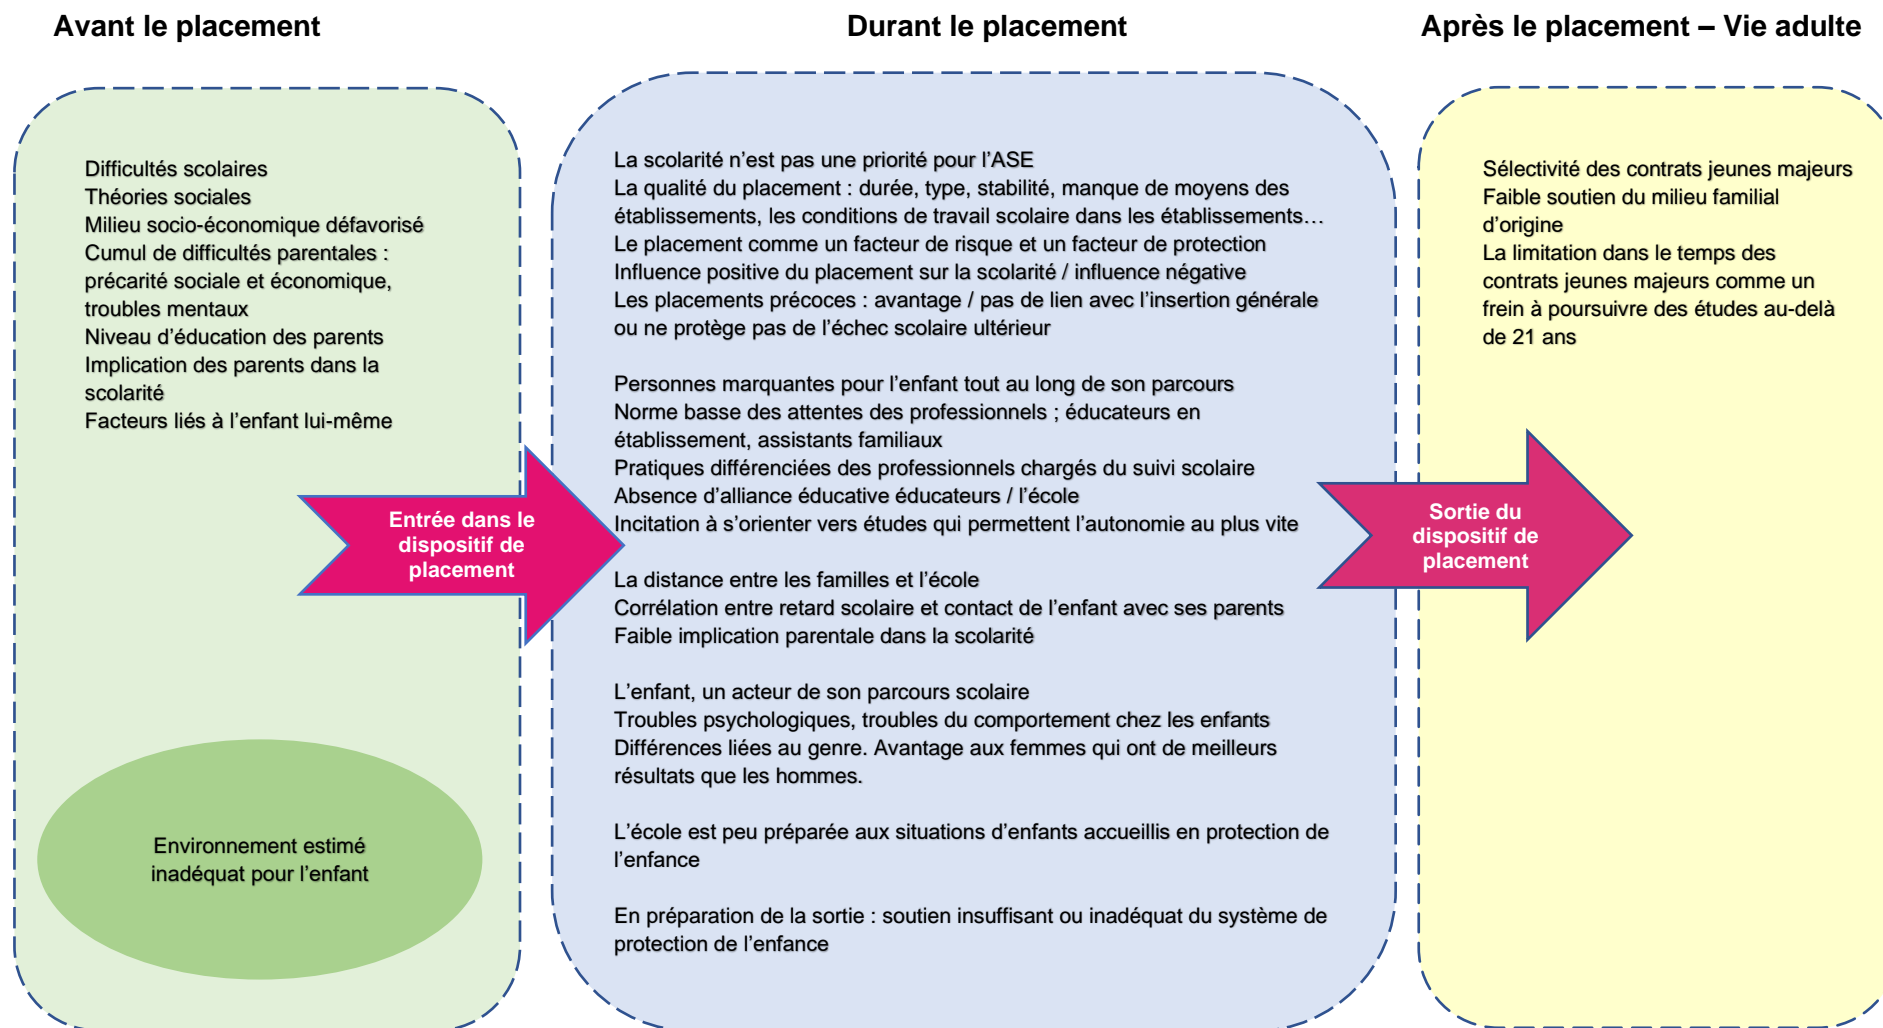 Avant le placement
Durant le placement
Après le placement – Vie adulte
Difficultés scolaires
Théories sociales
Milieu socio-économique défavorisé
Cumul de difficultés parentales :
précarité sociale et économique,
troubles mentaux
Niveau d’éducation des parents
Implication des parents dans la
scolarité
Facteurs liés à l’enfant lui-même
Environnement estimé
inadéquat pour l’enfant
Entrée dans le
dispositif de
placement
La scolarité n’est pas une priorité pour l’ASE
La qualité du placement : durée, type, stabilité, manque de moyens des
établissements, les conditions de travail scolaire dans les établissements…
Le placement comme un facteur de risque et un facteur de protection
Influence positive du placement sur la scolarité / influence négative
Les placements précoces : avantage / pas de lien avec l’insertion générale
ou ne protège pas de l’échec scolaire ultérieur
Personnes marquantes pour l’enfant tout au long de son parcours
Norme basse des attentes des professionnels ; éducateurs en
établissement, assistants familiaux
Pratiques différenciées des professionnels chargés du suivi scolaire
Absence d’alliance éducative éducateurs / l’école
Incitation à s’orienter vers études qui permettent l’autonomie au plus vite
La distance entre les familles et l’école
Corrélation entre retard scolaire et contact de l’enfant avec ses parents
Faible implication parentale dans la scolarité
L’enfant, un acteur de son parcours scolaire
Troubles psychologiques, troubles du comportement chez les enfants
Différences liées au genre. Avantage aux femmes qui ont de meilleurs
résultats que les hommes.
L’école est peu préparée aux situations d’enfants accueillis en protection de
l’enfance
En préparation de la sortie : soutien insuffisant ou inadéquat du système de
protection de l’enfance
Sortie du
dispositif de
placement
Sélectivité des contrats jeunes majeurs
Faible soutien du milieu familial
d’origine
La limitation dans le temps des
contrats jeunes majeurs comme un
frein à poursuivre des études au-delà
de 21 ans